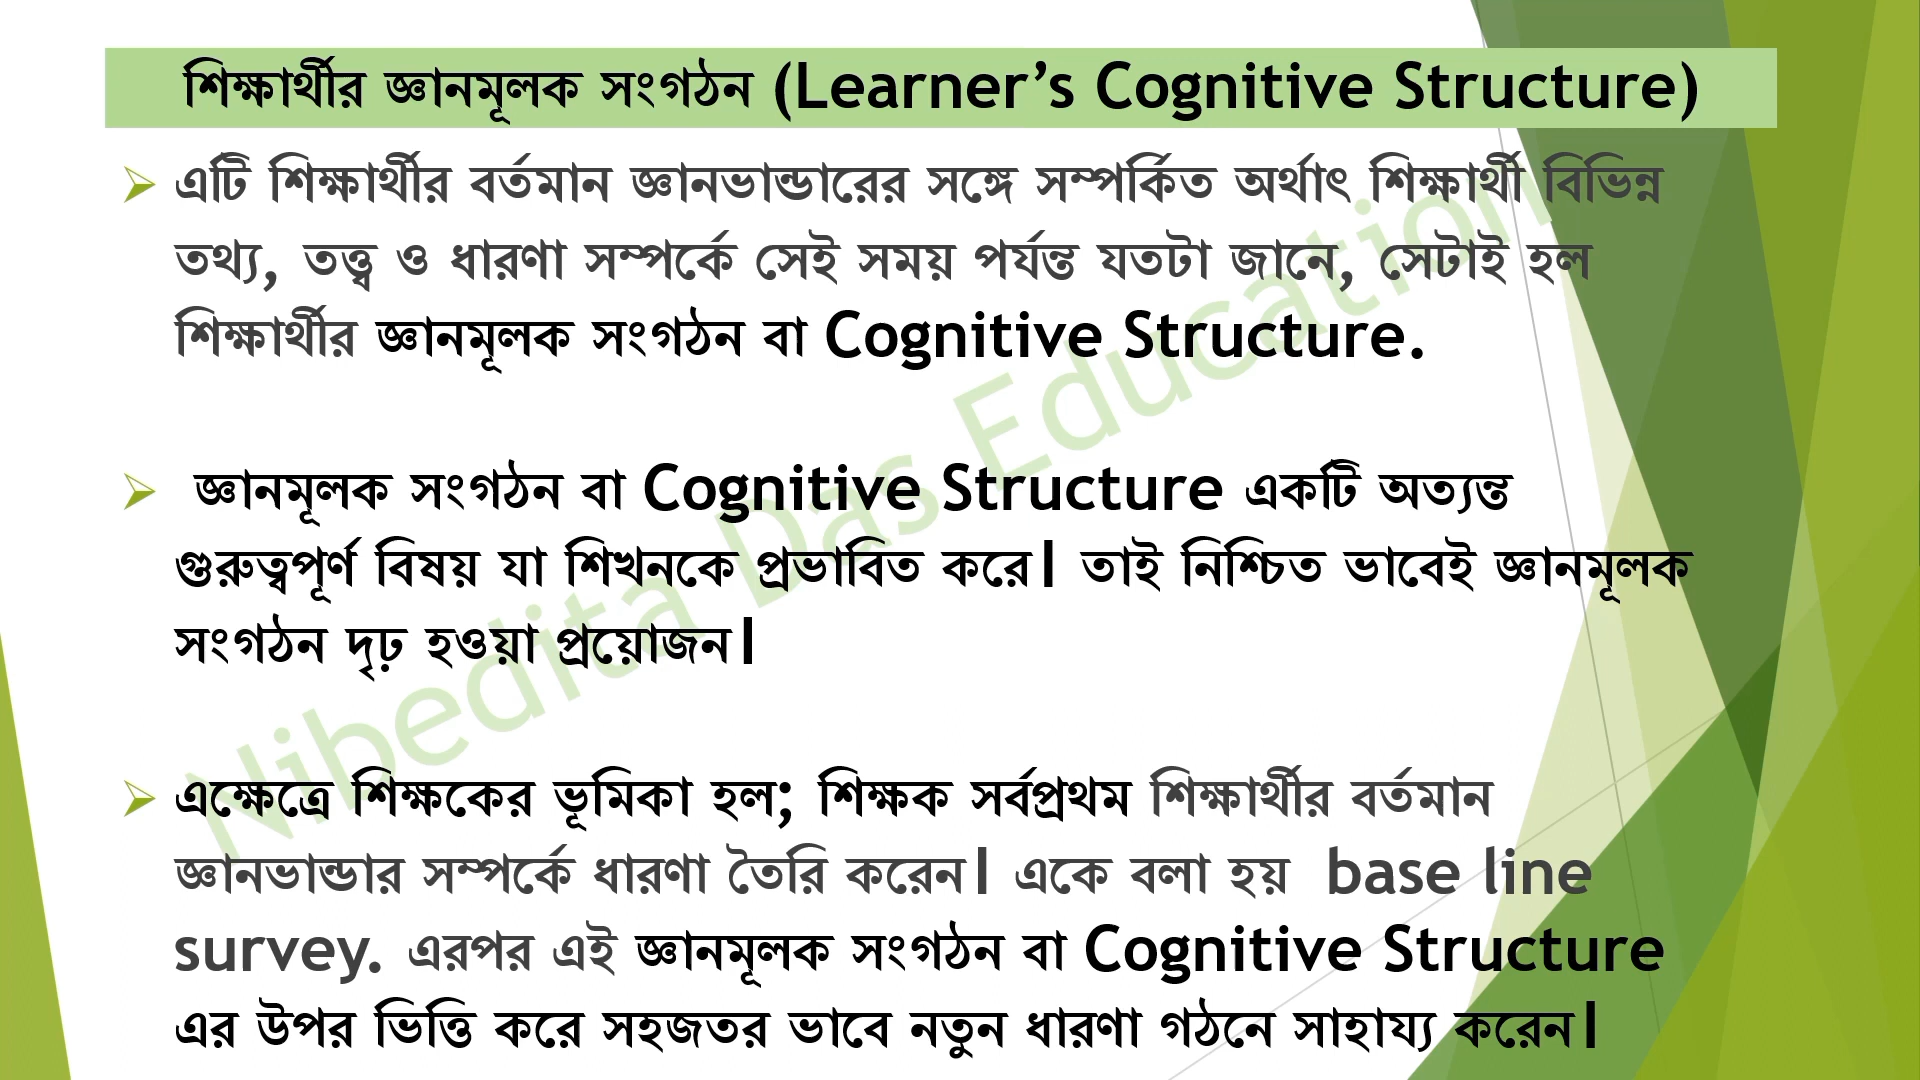 শিক্ষার্থীর জ্ঞানমূলক সংগঠন (Learner’s Cognitive Structure)
এটি শিক্ষার্থীর বর্তমান জ্ঞানভান্ডারের সঙ্গে সম্পর্কিত অর্থাৎ শিক্ষার্থী বিভিন্ন
তথ্য, তত্ত্ব ও ধারণা সম্পর্কে সেই সময় পর্যন্ত যতটা জানে, সেটাই হল
শিক্ষার্থীর জ্ঞানমূলক সংগঠন বা Cognitive Structure.
জ্ঞানমূলক সংগঠন বা Cognitive Structure একটি অত্যন্ত
গুরুত্বপূর্ণ বিষয় যা শিখনকে প্রভাবিত করে। তাই নিশ্চিত ভাবেই জ্ঞানমূলক
সংগঠন দৃঢ় হওয়া প্রয়োজন।
এক্ষেত্রে শিক্ষকের ভূমিকা হল; শিক্ষক সর্বপ্রথম শিক্ষার্থীর বর্তমান
জ্ঞানভান্ডার সম্পর্কে ধারণা তৈরি করেন। একে বলা হয় base line
survey. এরপর এই জ্ঞানমূলক সংগঠন বা Cognitive Structure
এর উপর ভিত্তি করে সহজতর ভাবে নতুন ধারণা গঠনে সাহায্য করেন।
Nibedita Das Education